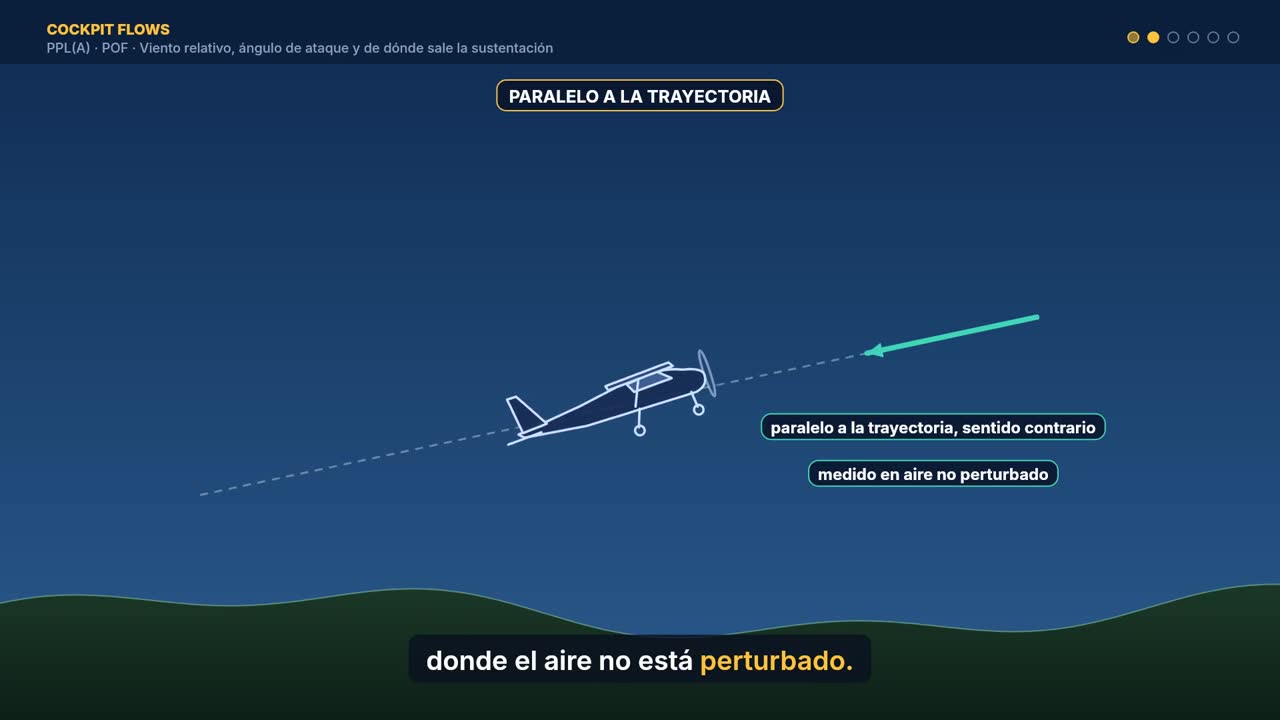 COCKPIT FLOWS
PPL(A) · POF · Viento relativo, ángulo de ataque y de dónde sale la sustentación
PARALELO A LA TRAYECTORIA
paralelo a la trayectoria, sentido contrario
medido en aire no perturbado
donde el aire no está perturbado.